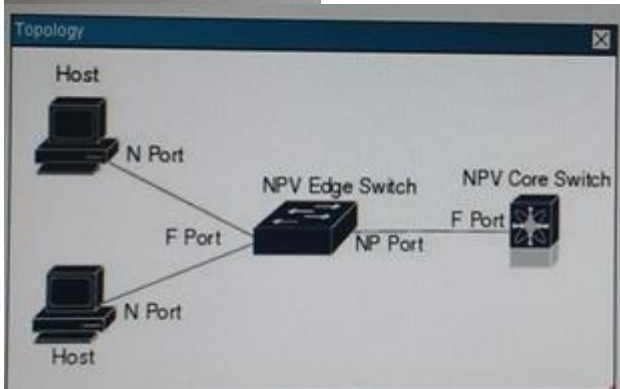 Topology
Host
N Port
NPV Edge Switch
NPV Core Switch
F Port
F Port
NP Port
N Port
Host